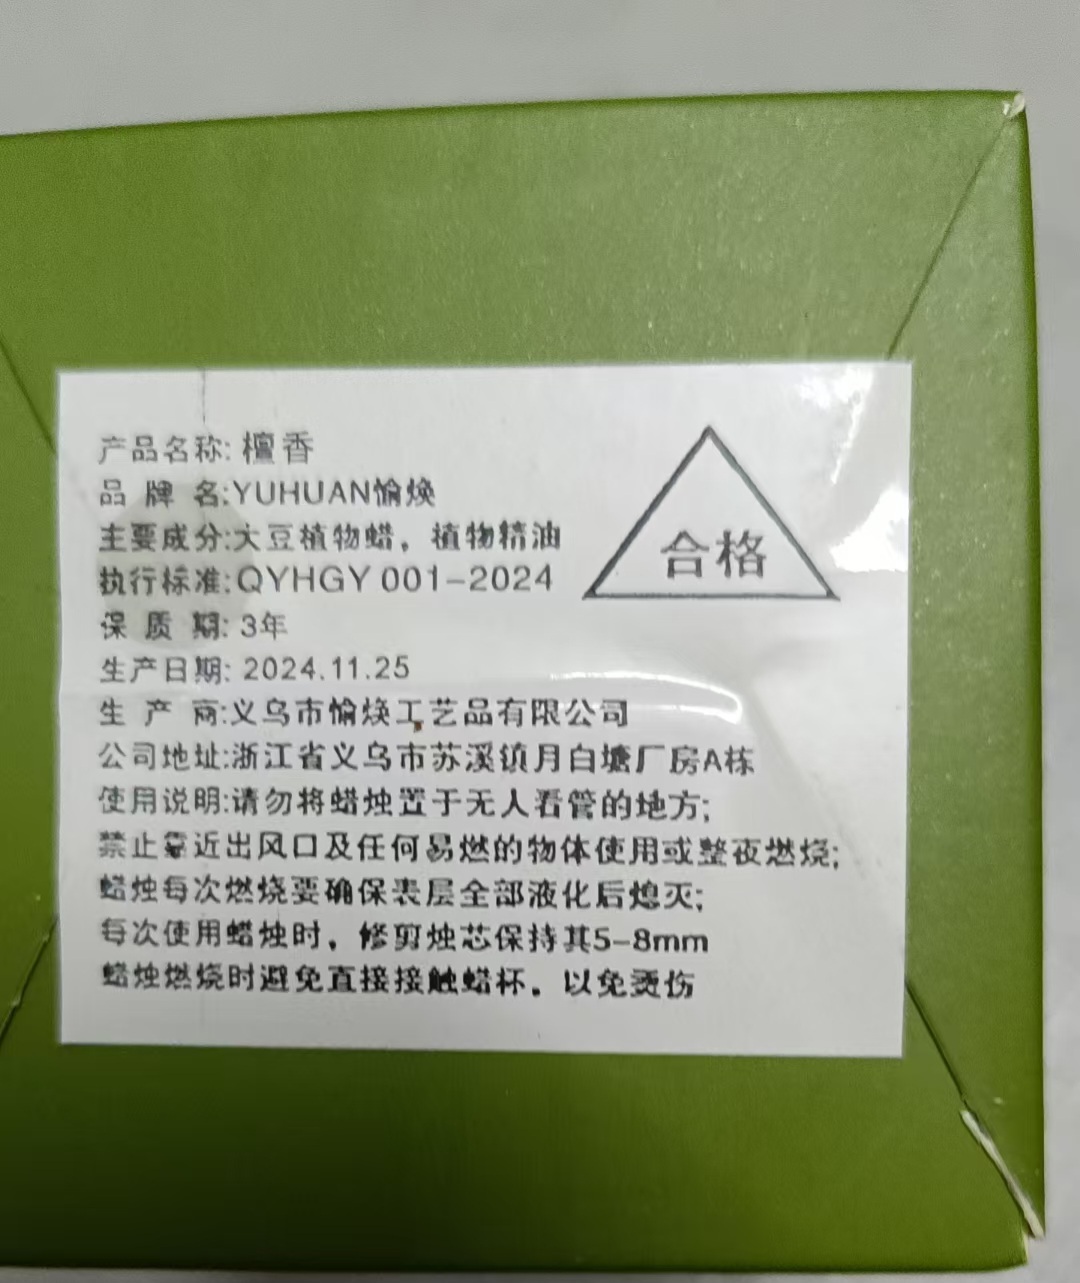 产品名称: 檀香
品 牌 名:YUHUAN愉焕
主要成分:大豆植物蜡，植物精油
合格
执行标准:QYHGY 001-2024
保 质 期: 3年
生产日期: 2024.11.25
生 产 商:义乌市愉焕工艺品有限公司
公司地址:浙江省义乌市苏溪镇月白塘厂房A栋
使用说明:请勿将蜡烛置于无人看管的地方;
禁止靠近出风口及任何易燃的物体使用或整夜燃烧;
蜡烛每次燃烧要确保表层全部液化后熄灭;
每次使用蜡烛时，修剪烛芯保持其5-8mm
蜡烛燃烧时避免直接接触蜡杯。以免烫伤